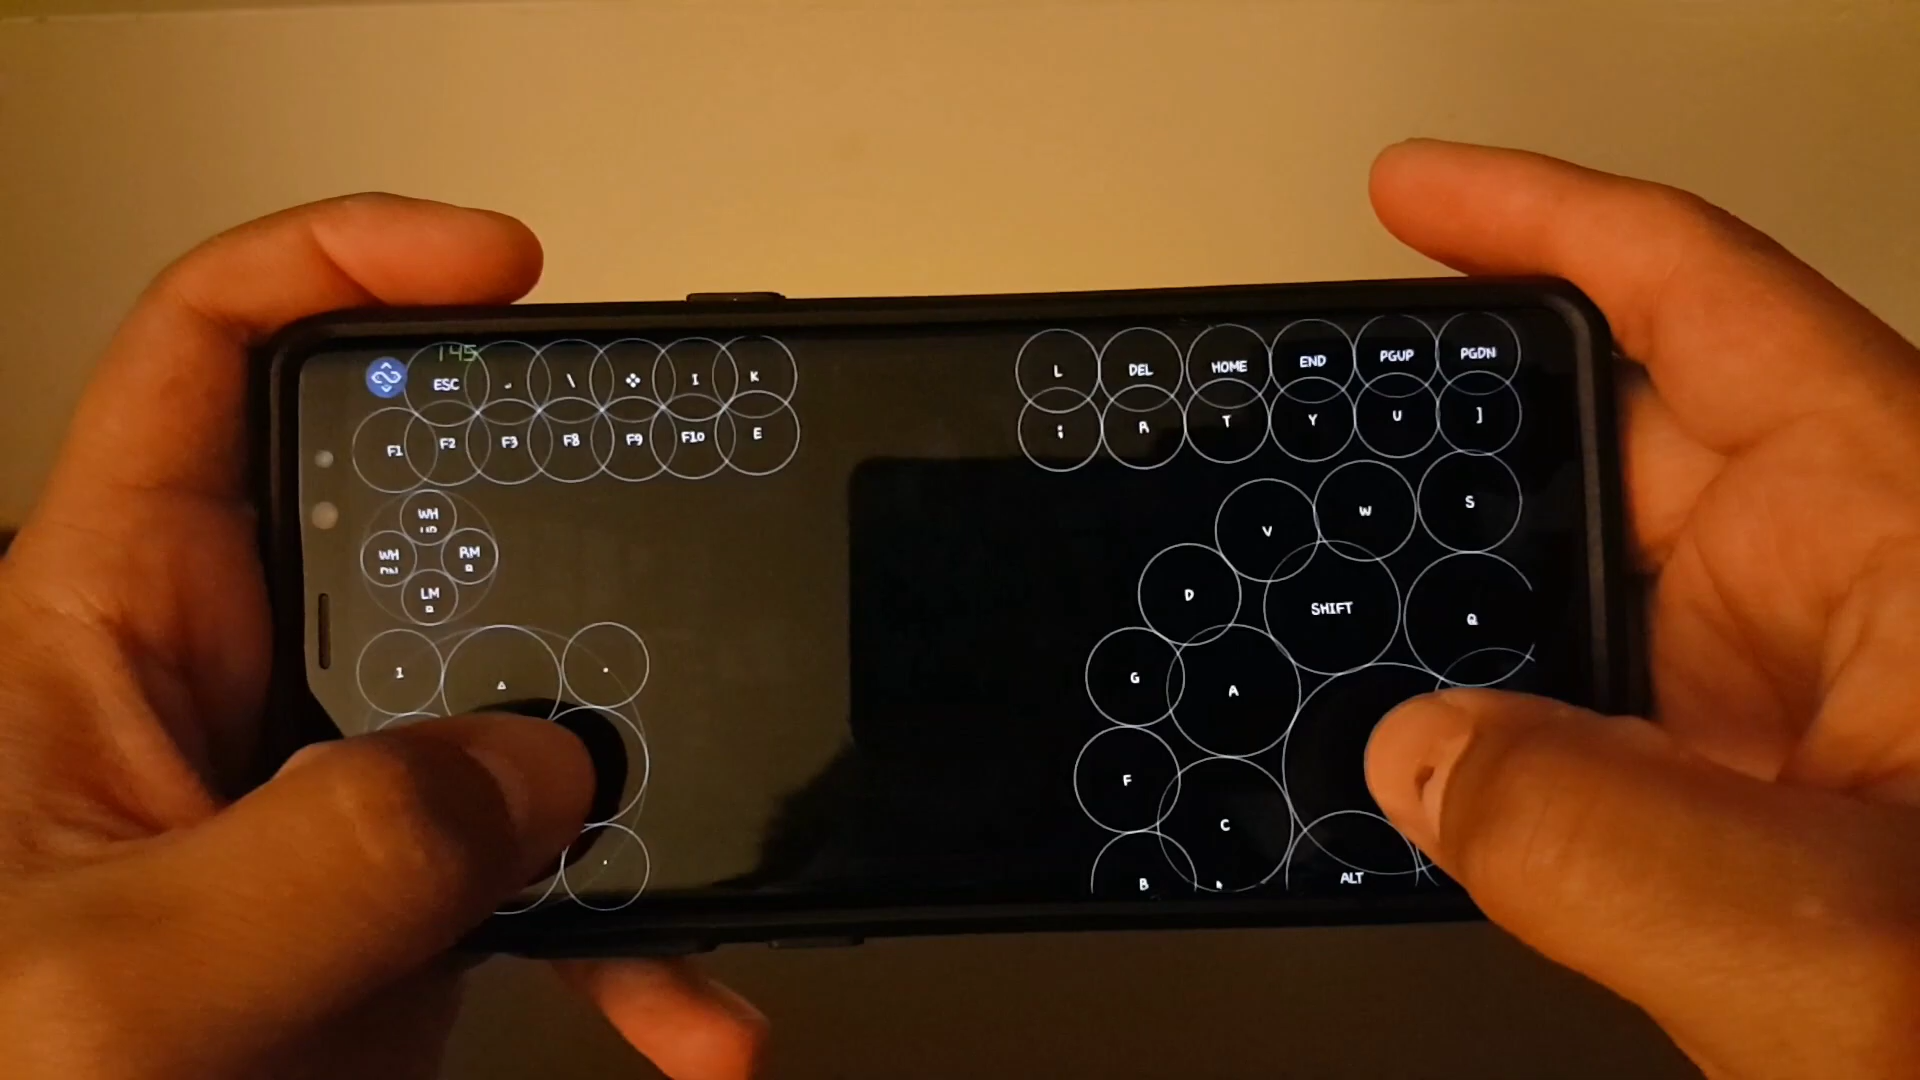 145
ESC \ I K
F1 F2 F3 F8 F9 F10 E
L DEL HOME END PGUP PGDN
; R T Y U ]
WH
WH RM
LM
V W S
D SHIFT Q
1 .
G A
F C
B ALT